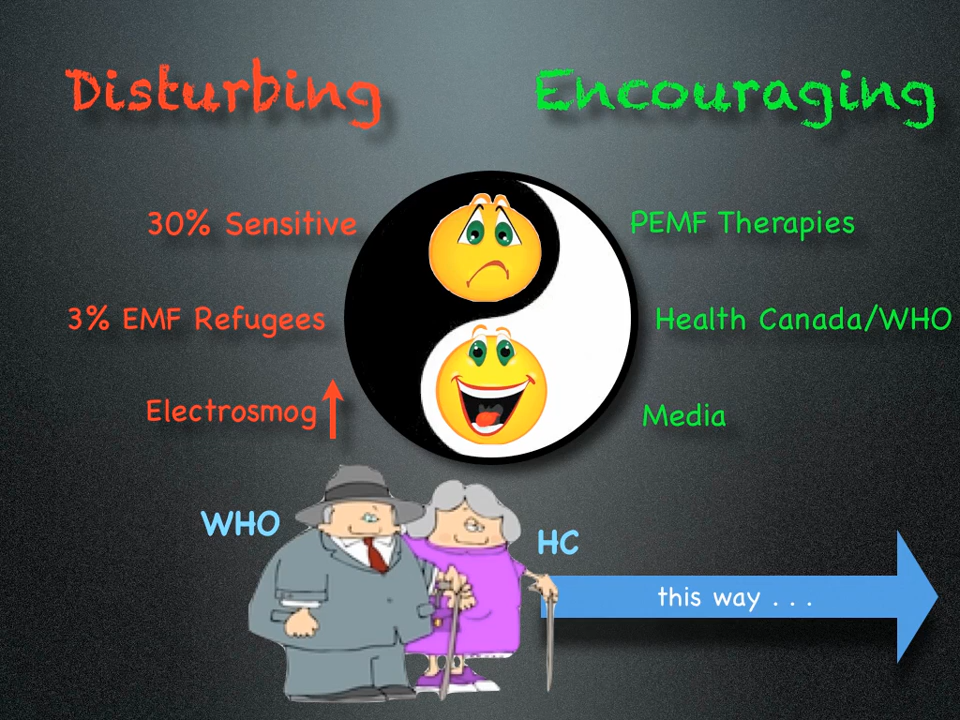 Disturbing
Encouraging
30% Sensitive
PEMF Therapies
3% EMF Refugees
Health Canada/WHO
Electrosmog
Media
WHO
HC
this way . . .